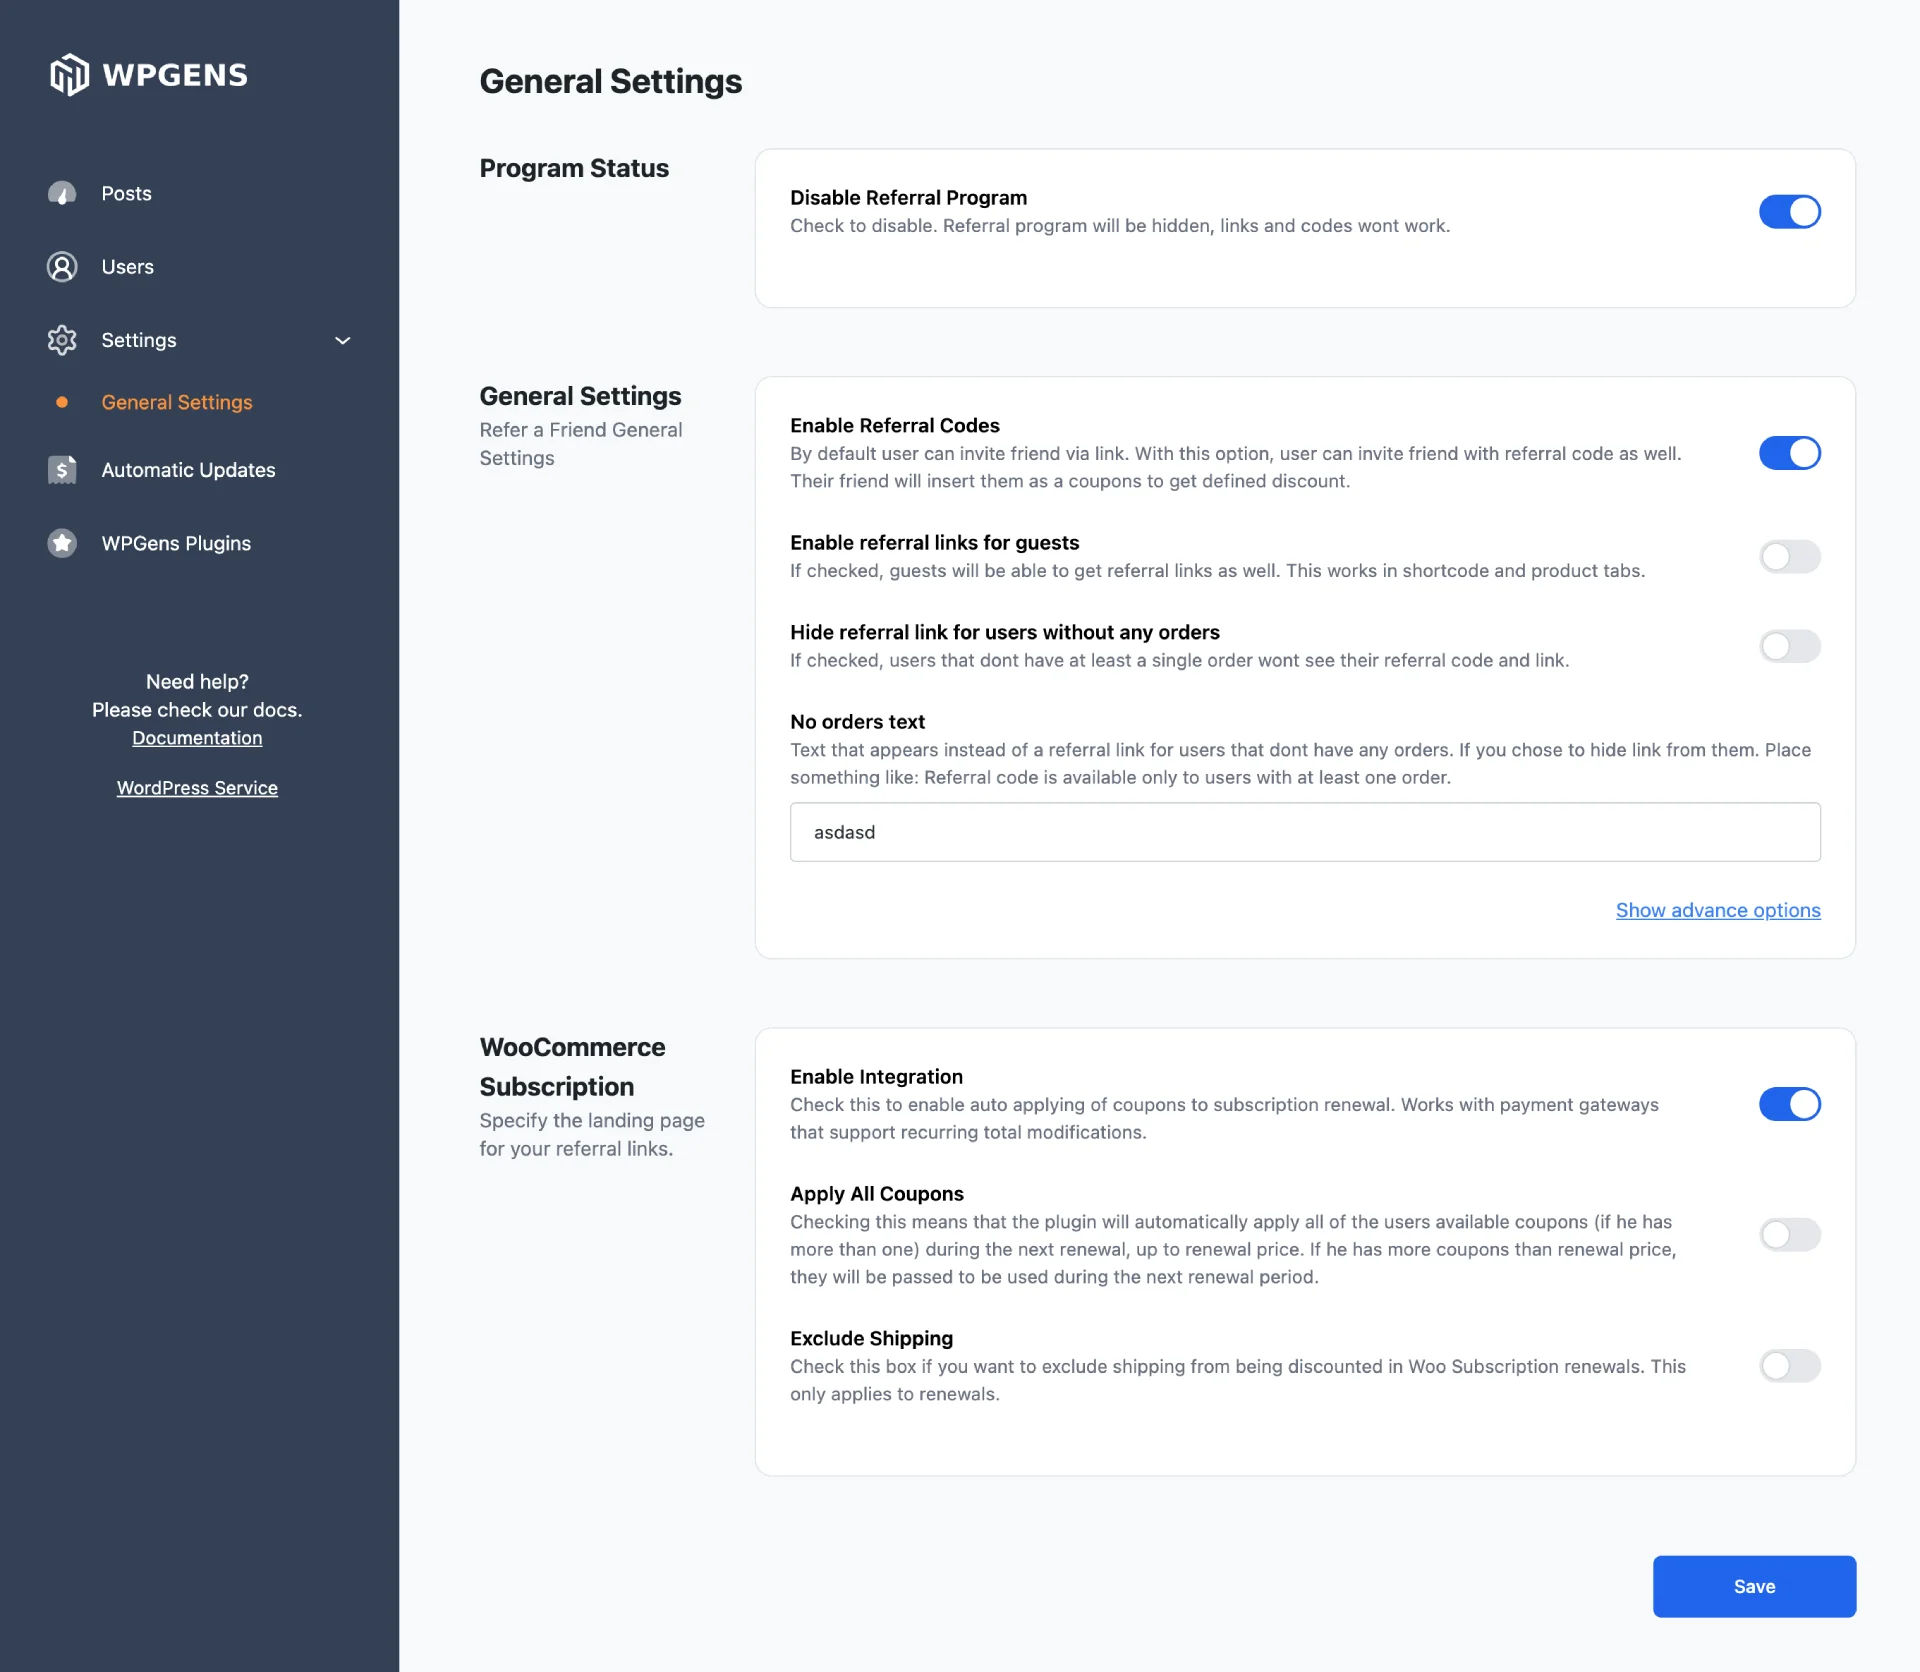 WPGENS
Posts
Users
Settings
General Settings
$
Automatic Updates
WPGens Plugins
Need help?
Please check our docs.
Documentation
WordPress Service
General Settings
Program Status
Disable Referral Program
Check to disable. Referral program will be hidden, links and codes wont work.
General Settings
Refer a Friend General
Settings
Enable Referral Codes
By default user can invite friend via link. With this option, user can invite friend with referral code as well.
Their friend will insert them as a coupons to get defined discount.
Enable referral links for guests
If checked, guests will be able to get referral links as well. This works in shortcode and product tabs.
Hide referral link for users without any orders
If checked, users that dont have at least a single order wont see their referral code and link.
No orders text
Text that appears instead of a referral link for users that dont have any orders. If you chose to hide link from them. Place
something like: Referral code is available only to users with at least one order.
asdasd
Show advance options
WooCommerce
Subscription
Specify the landing page
for your referral links.
Enable Integration
Check this to enable auto applying of coupons to subscription renewal. Works with payment gateways
that support recurring total modifications.
Apply All Coupons
Checking this means that the plugin will automatically apply all of the users available coupons (if he has
more than one) during the next renewal, up to renewal price. If he has more coupons than renewal price,
they will be passed to be used during the next renewal period.
Exclude Shipping
Check this box if you want to exclude shipping from being discounted in Woo Subscription renewals. This
only applies to renewals.
Save